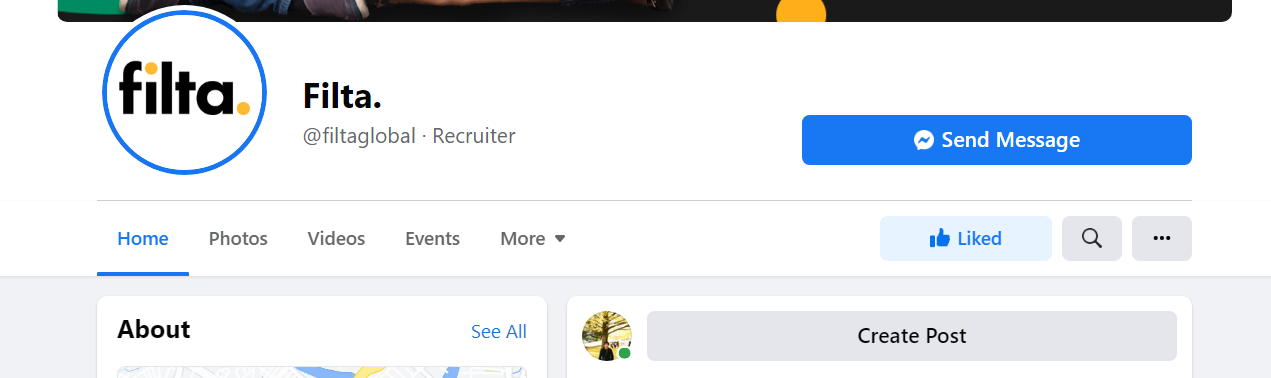 filta.
Filta.
@filtaglobal · Recruiter
Send Message
Home Photos Videos Events More
Liked
About
See All
Create Post